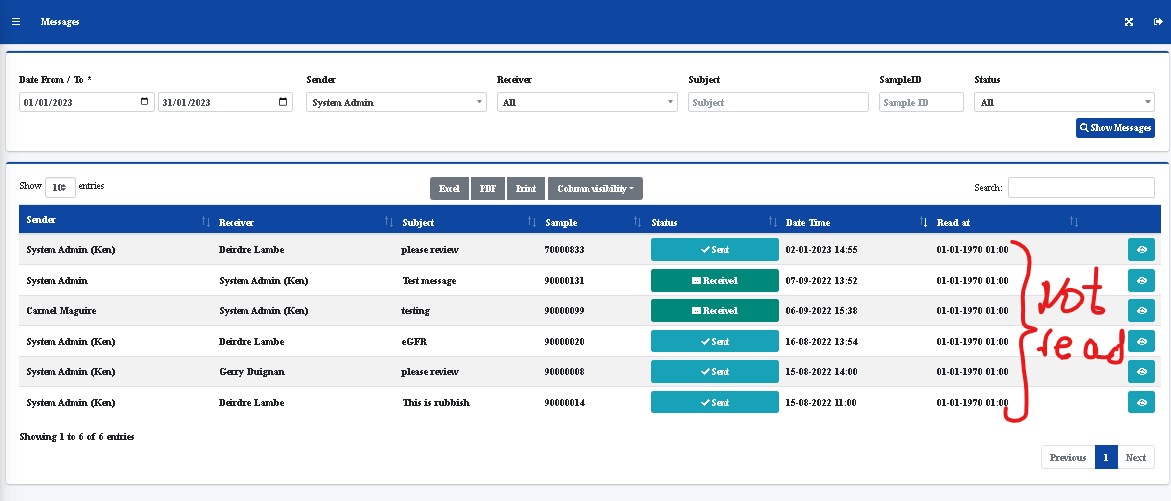 Messages
Date From / To * Sender Receiver Subject SampleID Status
01/01/2023 31/01/2023 System Admin All Subject Sample ID All
Show Messages
Show 10 entries Excel PDF Print Column visibility Search:
Sender Receiver Subject Sample Status Date Time Read at
System Admin (Ken) Deirdre Lambe please review 70000833 Sent 02-01-2023 14:55 01-01-1970 01:00
System Admin System Admin (Ken) Test message 90000131 Received 07-09-2022 13:52 01-01-1970 01:00
Carmel Maguire System Admin (Ken) testing 90000099 Received 06-09-2022 15:38 01-01-1970 01:00
System Admin (Ken) Deirdre Lambe eGFR 90000020 Sent 16-08-2022 13:54 01-01-1970 01:00
System Admin (Ken) Gerry Duignan please review 90000008 Sent 15-08-2022 14:00 01-01-1970 01:00
System Admin (Ken) Deirdre Lambe This is rubbish 90000014 Sent 15-08-2022 11:00 01-01-1970 01:00
Not
read
Showing 1 to 6 of 6 entries
Previous 1 Next